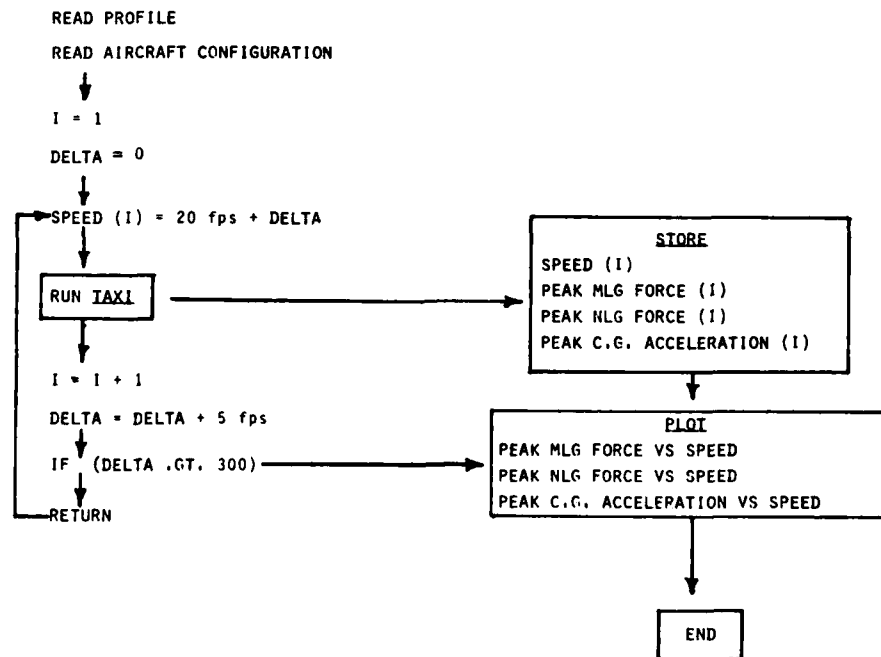 READ PROFILE
READ AIRCRAFT CONFIGURATION
I = 1
DELTA = 0
SPEED (I) = 20 fps + DELTA
RUN TAXI
I = I + 1
DELTA = DELTA + 5 fps
IF (DELTA .GT. 300)
RETURN
STORE
SPEED (I)
PEAK MLG FORCE (I)
PEAK NLG FORCE (I)
PEAK C.G. ACCELERATION (I)
PLOT
PEAK MLG FORCE VS SPEED
PEAK NLG FORCE VS SPEED
PEAK C.G. ACCELERATION VS SPEED
END